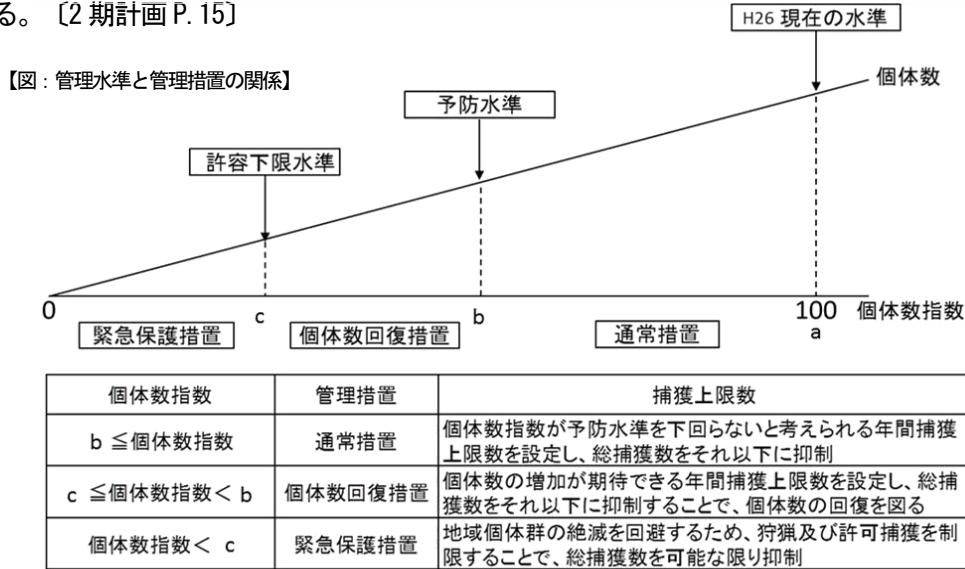 る。〔2 期計画 P. 15〕
【図：管理水準と管理措置の関係】
H26 現在の水準
個体数
予防水準
許容下限水準
0 c b 100 個体数指数
a
緊急保護措置 個体数回復措置 通常措置
個体数指数 管理措置 捕獲上限数
b ≦個体数指数 通常措置 個体数指数が予防水準を下回らないと考えられる年間捕獲
上限数を設定し、総捕獲数をそれ以下に抑制
c ≦個体数指数< b 個体数回復措置 個体数の増加が期待できる年間捕獲上限数を設定し、総捕
獲数をそれ以下に抑制することで、個体数の回復を図る
個体数指数< c 緊急保護措置 地域個体群の絶滅を回避するため、狩猟及び許可捕獲を制
限することで、総捕獲数を可能な限り抑制